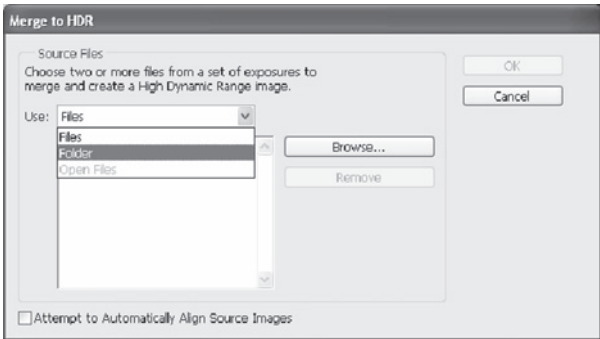 Merge to HDR
Source Files
Choose two or more files from a set of exposures to
merge and create a High Dynamic Range image.
OK
Cancel
Use: Files
Files
Folder
Open Files
Browse...
Remove
Attempt to Automatically Align Source Images